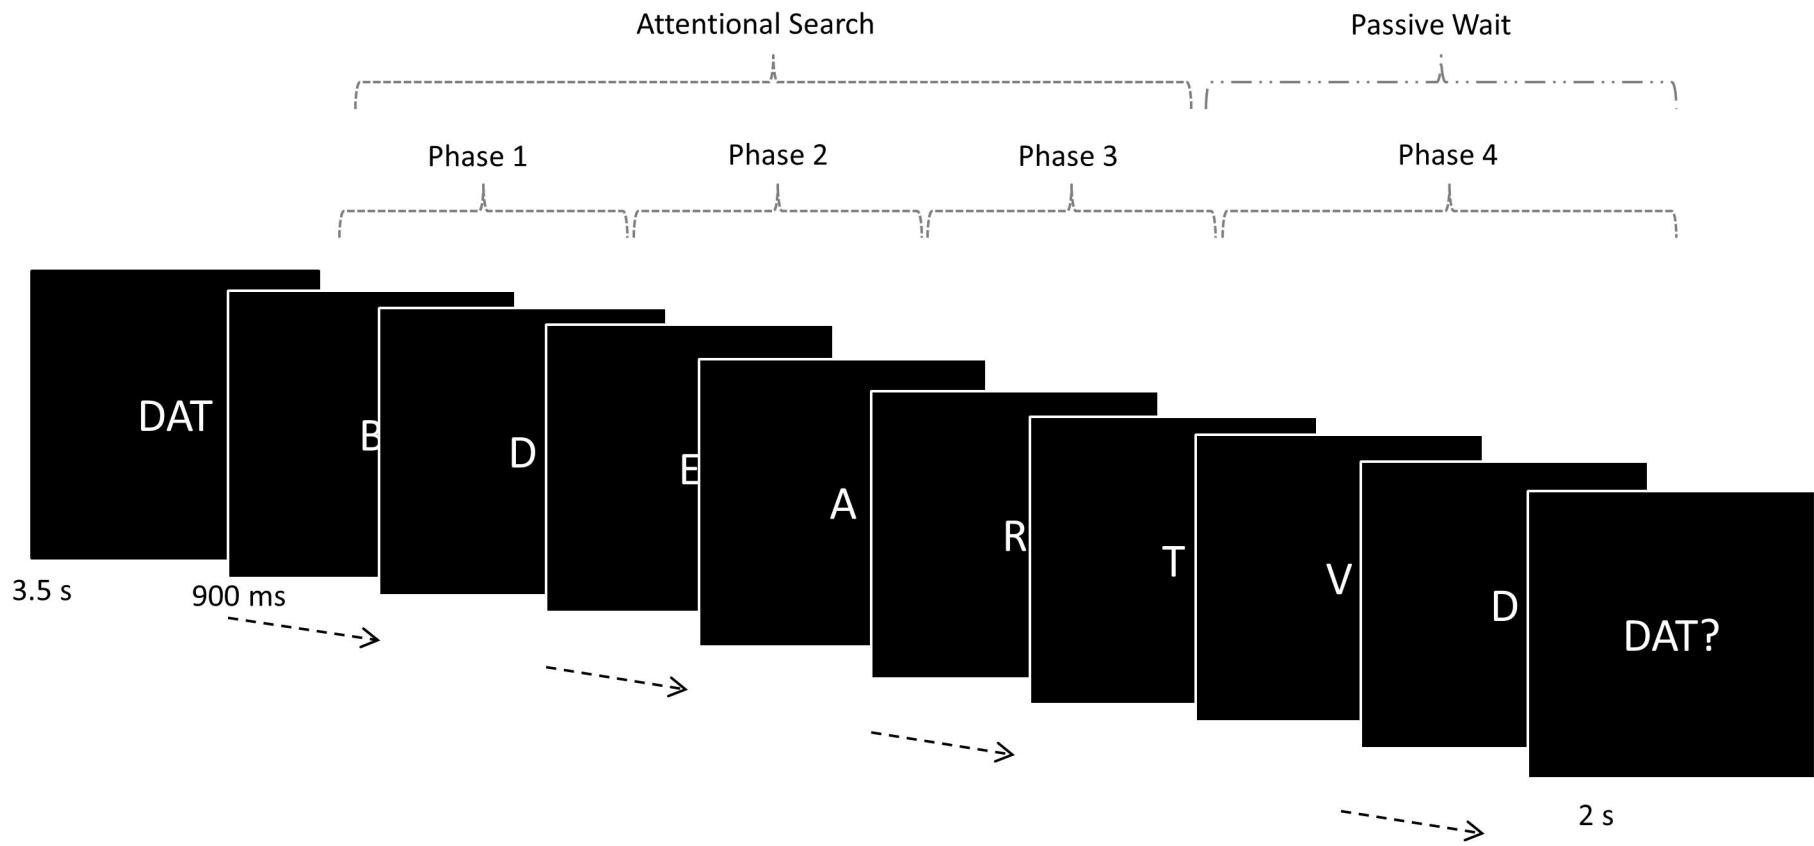 Attentional Search
Passive Wait
Phase 1
Phase 2
Phase 3
Phase 4
DAT
B
D
E
A
R
T
V
D
DAT?
3.5 s
900 ms
2 s